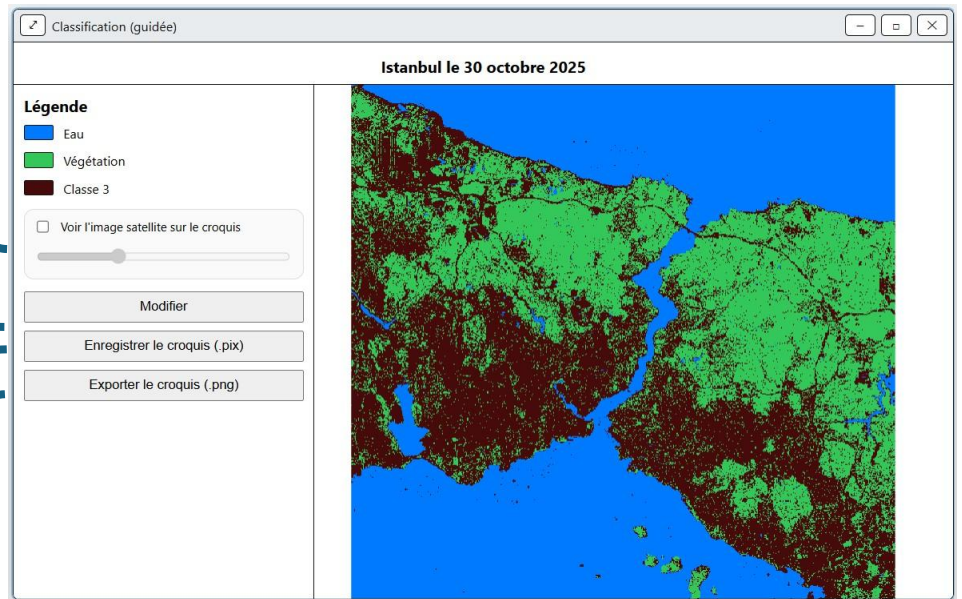 Classification (guidée)
Istanbul le 30 octobre 2025
Légende
Eau
Végétation
Classe 3
Voir l'image satellite sur le croquis
Modifier
Enregistrer le croquis (.pix)
Exporter le croquis (.png)